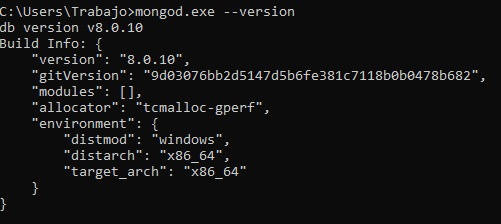 C:\Users\Trabajo>mongod.exe --version
db version v8.0.10
Build Info: {
    "version": "8.0.10",
    "gitVersion": "9d03076bb2d5147d5b6fe381c7118b0b0478b682",
    "modules": [],
    "allocator": "tcmalloc-gperf",
    "environment": {
        "distmod": "windows",
        "distarch": "x86_64",
        "target_arch": "x86_64"
    }
}